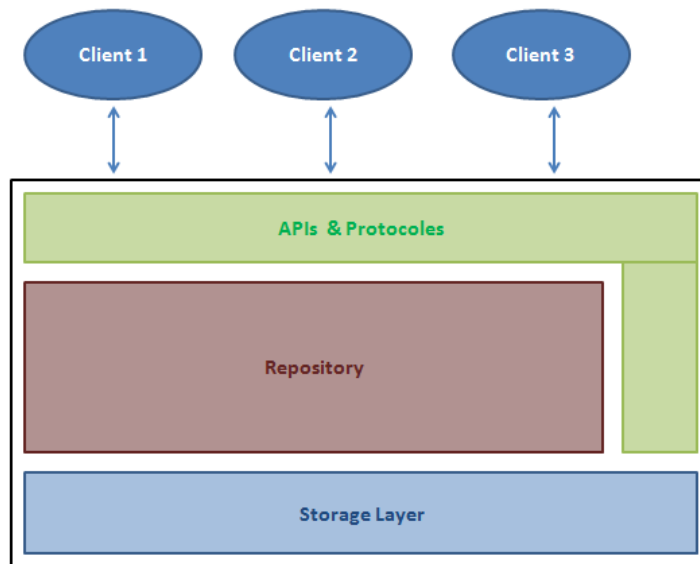 Client 1
Client 2
Client 3
APIs & Protocoles
Repository
Storage Layer